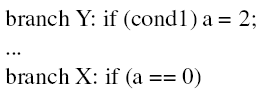 branch Y: if (cond1) a = 2;
...
branch X: if (a == 0)